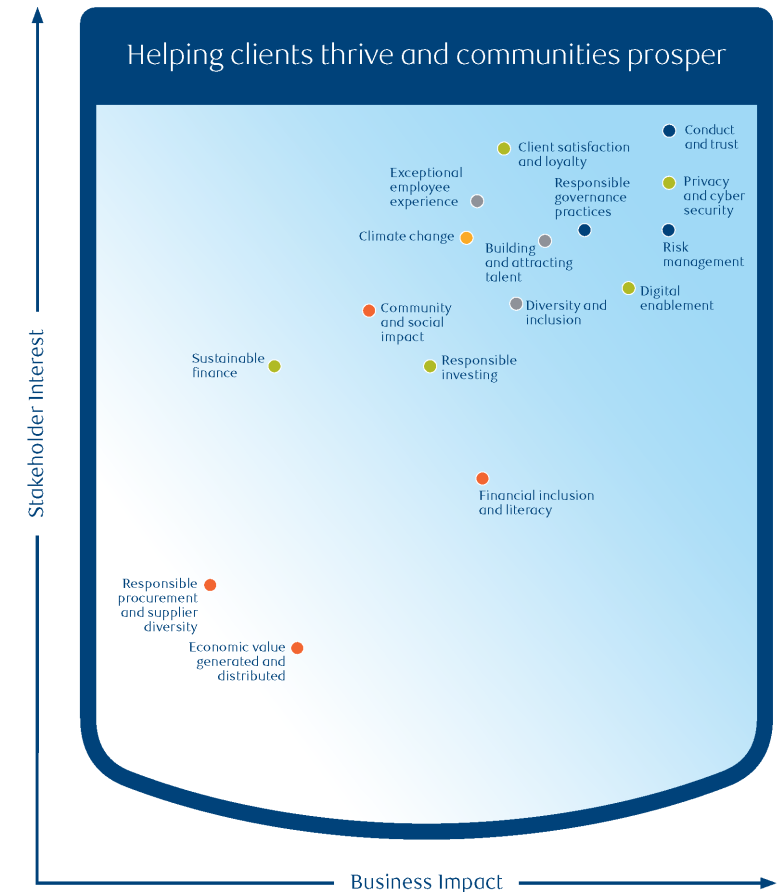 Helping clients thrive and communities prosper
Conduct
and trust
Client satisfaction
and loyalty
Exceptional
employee
experience
Responsible
governance
practices
Privacy
and cyber
security
Climate change
Building
and attracting
talent
Risk
management
Digital
enablement
Community
and social
impact
Diversity and
inclusion
Sustainable
finance
Responsible
investing
Financial inclusion
and literacy
Responsible
procurement
and supplier
diversity
Economic value
generated and
distributed
Stakeholder Interest
Business Impact